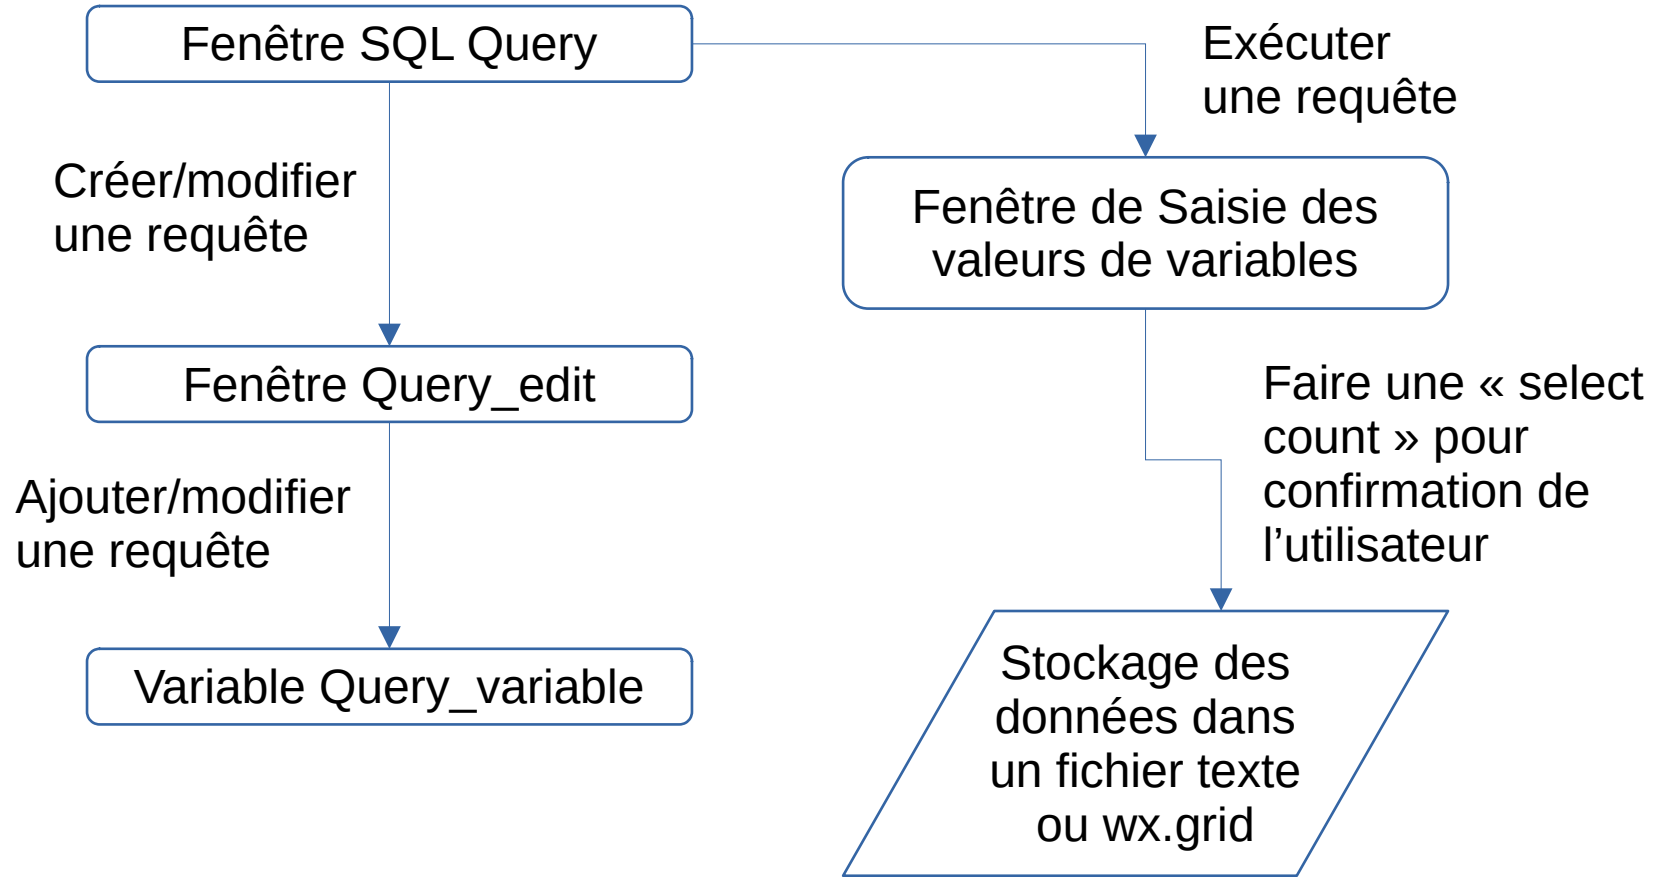 Fenêtre SQL Query
Exécuter
une requête
Créer/modifier
une requête
Fenêtre de Saisie des
valeurs de variables
Fenêtre Query_edit
Faire une « select
count » pour
confirmation de
l’utilisateur
Ajouter/modifier
une requête
Variable Query_variable
Stockage des
données dans
un fichier texte
ou wx.grid